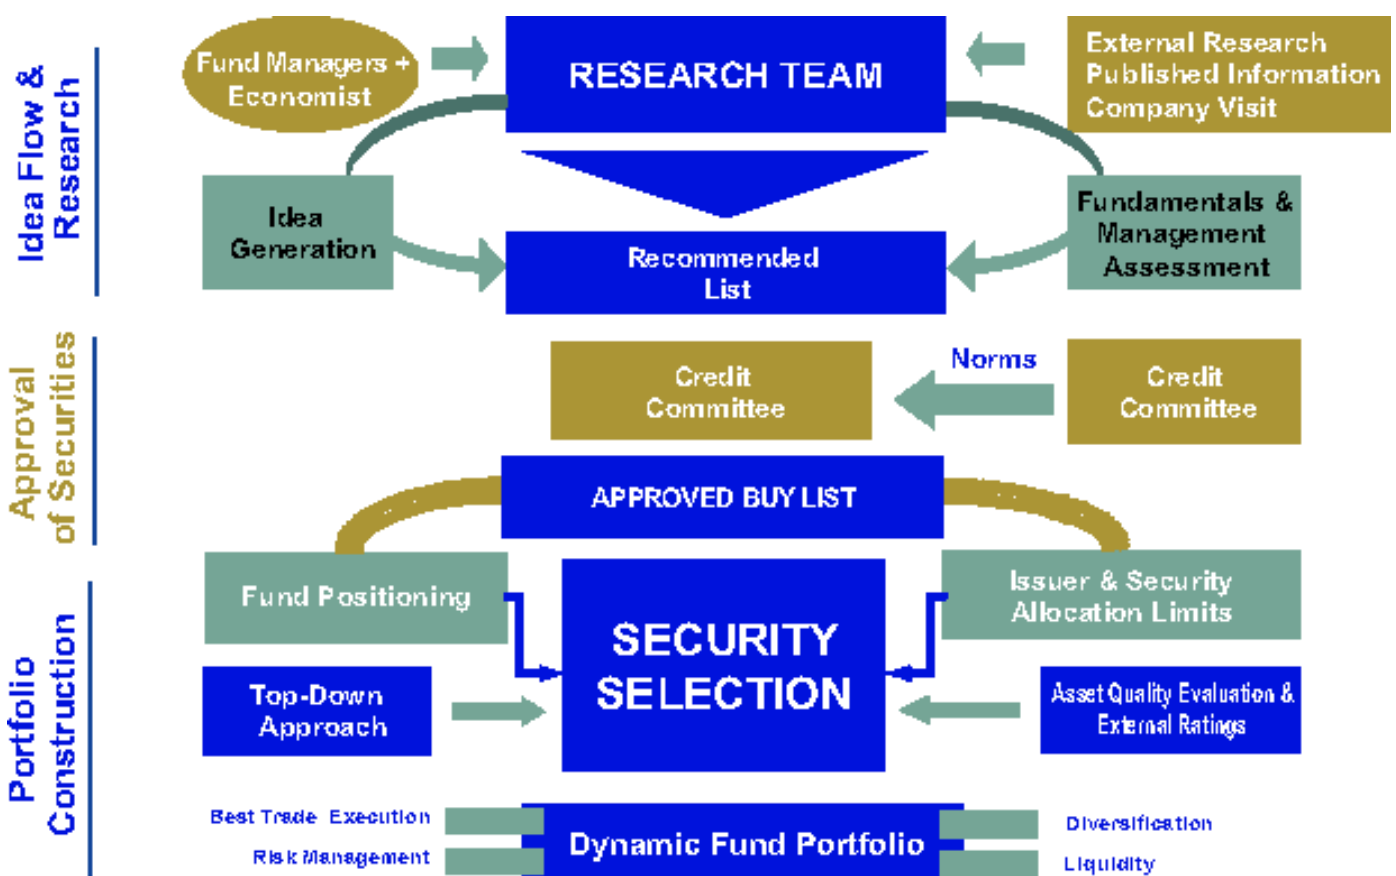 Idea Flow &
Research
Fund Managers +
Economist
RESEARCH TEAM
External Research
Published Information
Company Visit
Idea
Generation
Recommended
List
Fundamentals &
Management
Assessment
Approval
of Securities
Credit
Committee
Norms
Credit
Committee
APPROVED BUY LIST
Portfolio
Construction
Fund Positioning
SECURITY
SELECTION
Issuer & Security
Allocation Limits
Top-Down
Approach
Asset Quality Evaluation &
External Ratings
Best Trade Execution
Risk Management
Dynamic Fund Portfolio
Diversification
Liquidity